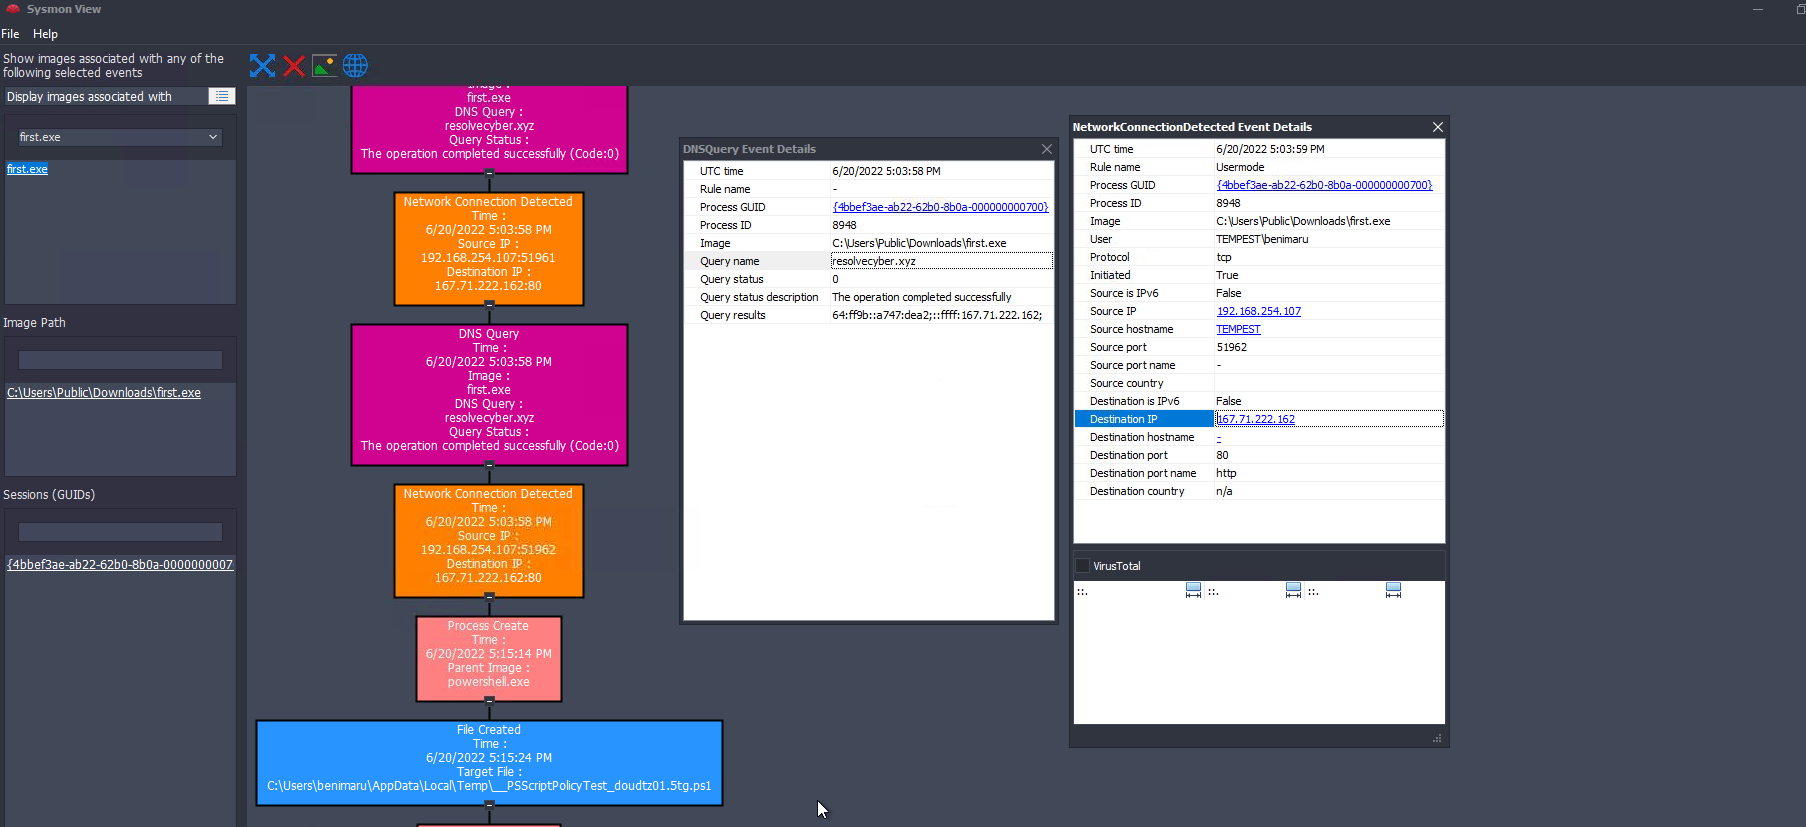 Sysmon View
File Help
Show images associated with any of the
following selected events
Display images associated with
first.exe
first.exe
Image Path
C:\Users\Public\Downloads\first.exe
Sessions (GUIDs)
{4bbef3ae-ab22-62b0-8b0a-0000000007
Image :
first.exe
DNS Query :
resolvecyber.xyz
Query Status :
The operation completed successfully (Code:0)
Network Connection Detected
Time :
6/20/2022 5:03:58 PM
Source IP :
192.168.254.107:51961
Destination IP :
167.71.222.162:80
DNS Query
Time :
6/20/2022 5:03:58 PM
Image :
first.exe
DNS Query :
resolvecyber.xyz
Query Status :
The operation completed successfully (Code:0)
Network Connection Detected
Time :
6/20/2022 5:03:58 PM
Source IP :
192.168.254.107:51962
Destination IP :
167.71.222.162:80
Process Create
Time :
6/20/2022 5:15:14 PM
Parent Image :
powershell.exe
File Created
Time :
6/20/2022 5:15:24 PM
Target File :
C:\Users\benimaru\AppData\Local\Temp\__PSScriptPolicyTest_doudtz01.5tg.ps1
DNSQuery Event Details
UTC time 6/20/2022 5:03:58 PM
Rule name -
Process GUID {4bbef3ae-ab22-62b0-8b0a-000000000700}
Process ID 8948
Image C:\Users\Public\Downloads\first.exe
Query name resolvecyber.xyz
Query status 0
Query status description The operation completed successfully
Query results 64:ff9b::a747:dea2;::ffff:167.71.222.162;
NetworkConnectionDetected Event Details
UTC time 6/20/2022 5:03:59 PM
Rule name Usermode
Process GUID {4bbef3ae-ab22-62b0-8b0a-000000000700}
Process ID 8948
Image C:\Users\Public\Downloads\first.exe
User TEMPEST\benimaru
Protocol tcp
Initiated True
Source is IPv6 False
Source IP 192.168.254.107
Source hostname TEMPEST
Source port 51962
Source port name -
Source country
Destination is IPv6 False
Destination IP 167.71.222.162
Destination hostname -
Destination port 80
Destination port name http
Destination country n/a
VirusTotal
::. ::. ::.